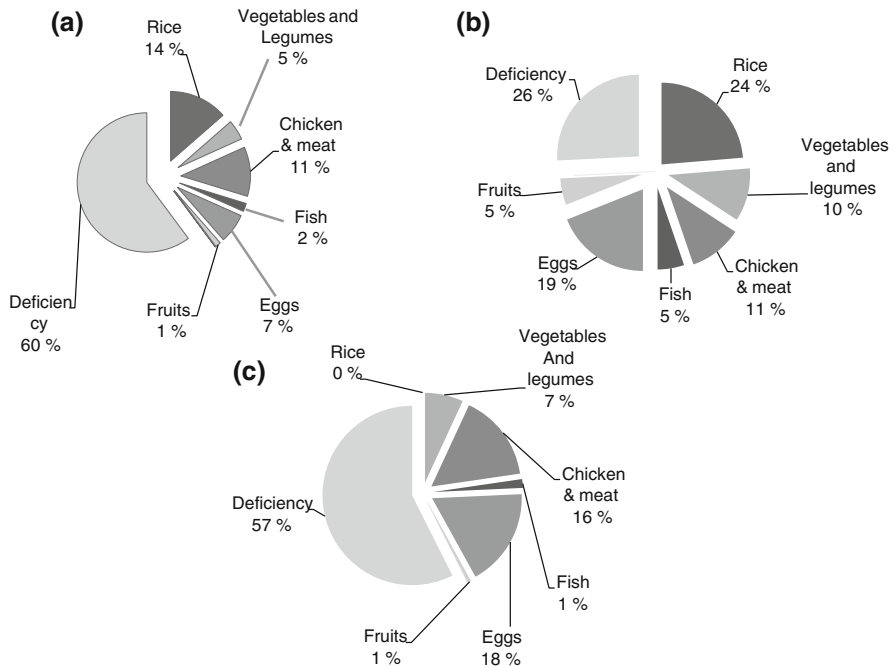 (a)
Rice
14 %
Vegetables and
Legumes
5 %
Chicken
& meat
11 %
Fish
2 %
Eggs
7 %
Fruits
1 %
Deficien
cy
60 %
(b)
Deficiency
26 %
Rice
24 %
Vegetables
and
legumes
10 %
Chicken
& meat
11 %
Fish
5 %
Eggs
19 %
Fruits
5 %
(c)
Rice
0 %
Vegetables
And
legumes
7 %
Chicken
& meat
16 %
Fish
1 %
Eggs
18 %
Fruits
1 %
Deficiency
57 %